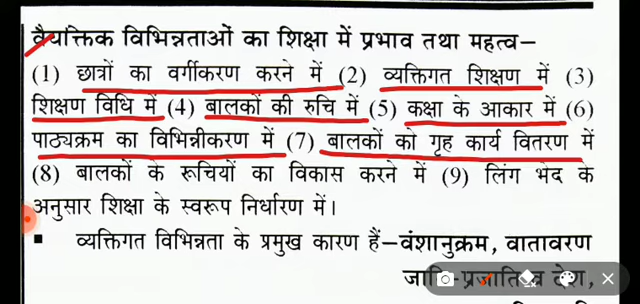 वैयक्तिक विभिन्नताओं का शिक्षा में प्रभाव तथा महत्व–
(1) छात्रों का वर्गीकरण करने में (2) व्यक्तिगत शिक्षण में (3)
शिक्षण विधि में (4) बालकों की रुचि में (5) कक्षा के आकार में (6)
पाठ्यक्रम का विभिन्नीकरण में (7) बालकों को गृह कार्य वितरण में
(8) बालकों के रूचियों का विकास करने में (9) लिंग भेद के
अनुसार शिक्षा के स्वरूप निर्धारण में।
▪ व्यक्तिगत विभिन्नता के प्रमुख कारण हैं–वंशानुक्रम, वातावरण
देश,